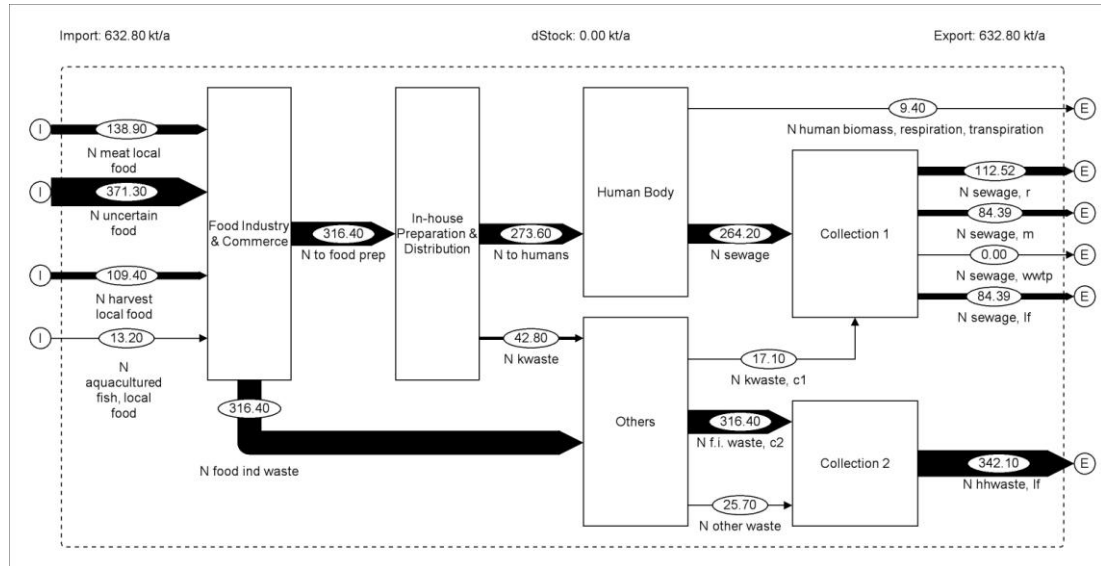 Import: 632.80 kt/a
dStock: 0.00 kt/a
Export: 632.80 kt/a
I
138.90
N meat local
food
I
371.30
N uncertain
food
I
109.40
N harvest
local food
I
13.20
N
aquacultured
fish, local
food
Food Industry
& Commerce
316.40
N to food prep
316.40
N food ind waste
In-house
Preparation &
Distribution
273.60
N to humans
42.80
N kwaste
Human Body
9.40
N human biomass, respiration, transpiration
E
264.20
N sewage
Others
17.10
N kwaste, c1
316.40
N f.i. waste, c2
25.70
N other waste
Collection 1
112.52
N sewage, r
E
84.39
N sewage, m
E
0.00
N sewage, wwtp
E
84.39
N sewage, lf
E
Collection 2
342.10
N hhwaste, lf
E